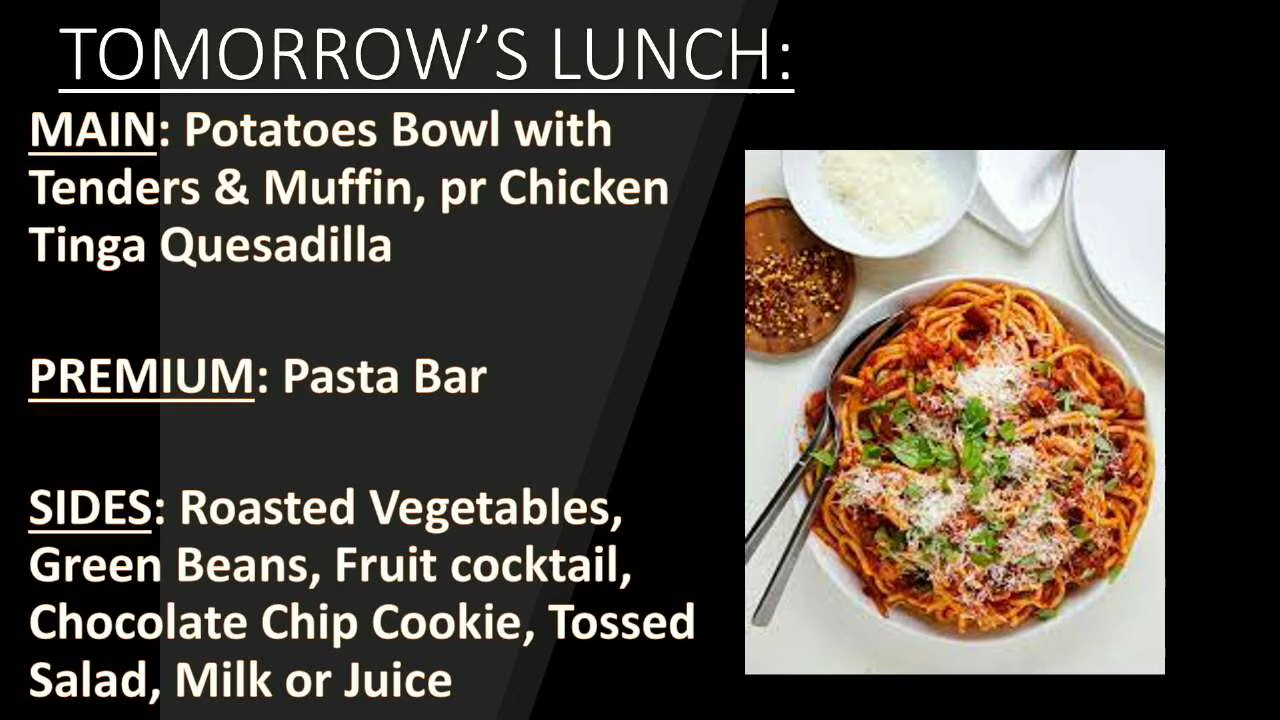 TOMORROW’S LUNCH:
MAIN: Potatoes Bowl with
Tenders & Muffin, pr Chicken
Tinga Quesadilla
PREMIUM: Pasta Bar
SIDES: Roasted Vegetables,
Green Beans, Fruit cocktail,
Chocolate Chip Cookie, Tossed
Salad, Milk or Juice